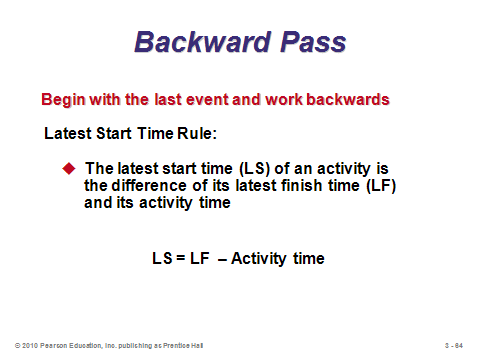 Backward Pass
Begin with the last event and work backwards
Latest Start Time Rule:
◆ The latest start time (LS) of an activity is
the difference of its latest finish time (LF)
and its activity time
LS = LF – Activity time
© 2010 Pearson Education, Inc. publishing as Prentice Hall
3 - 64